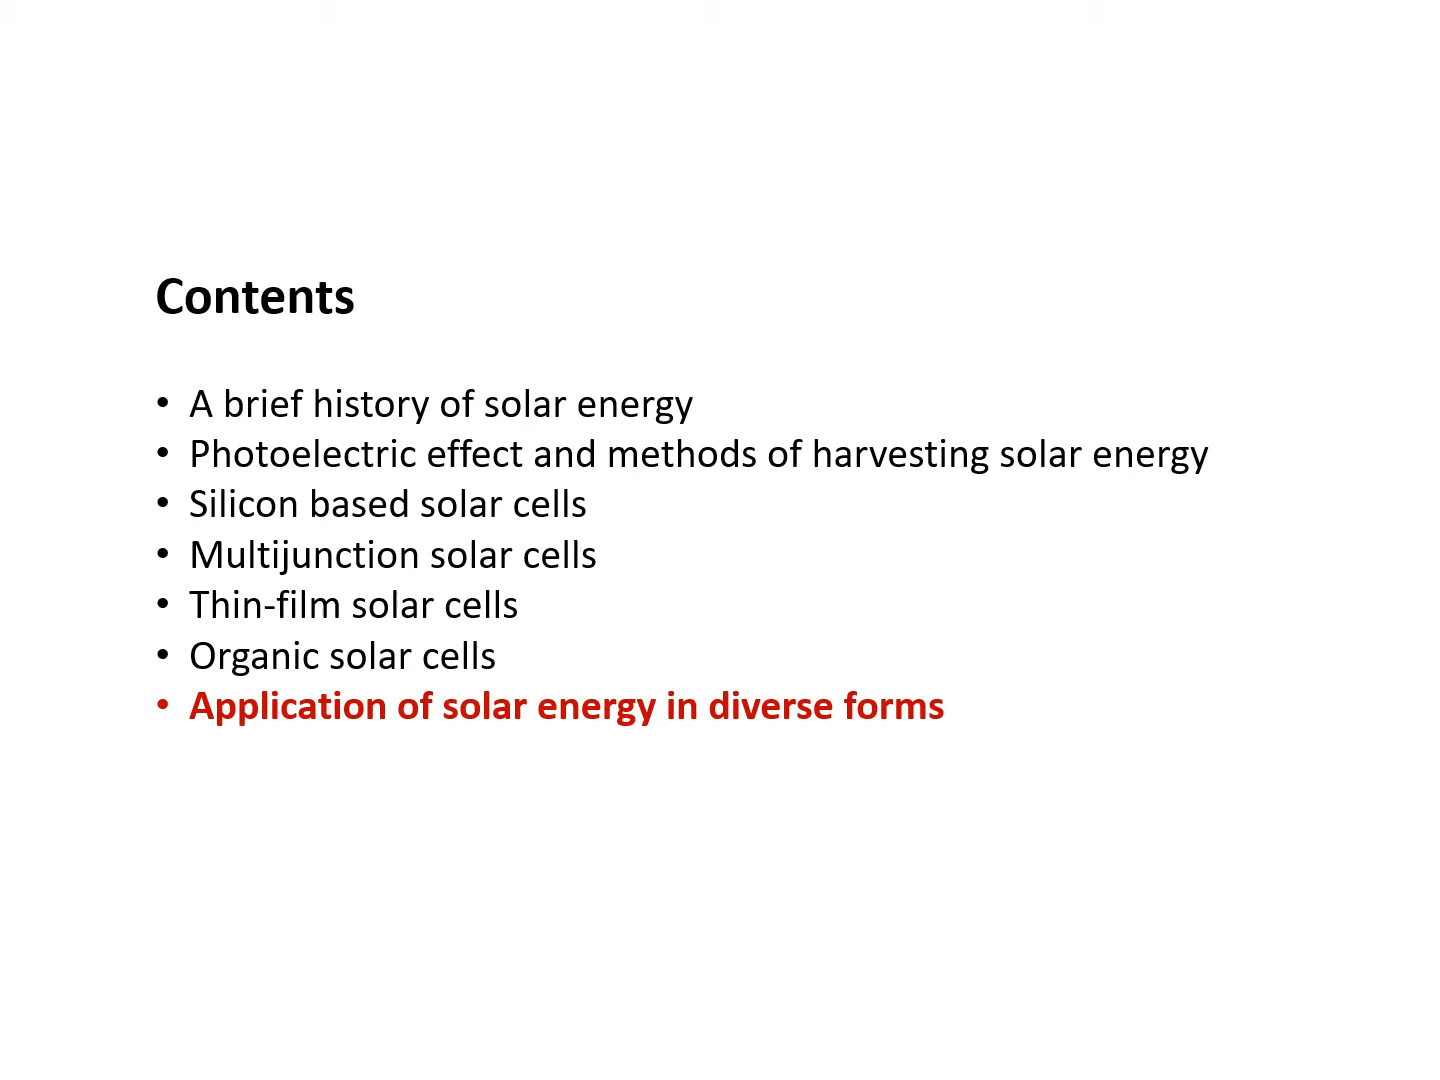 Contents
• A brief history of solar energy
• Photoelectric effect and methods of harvesting solar energy
• Silicon based solar cells
• Multijunction solar cells
• Thin-film solar cells
• Organic solar cells
• Application of solar energy in diverse forms